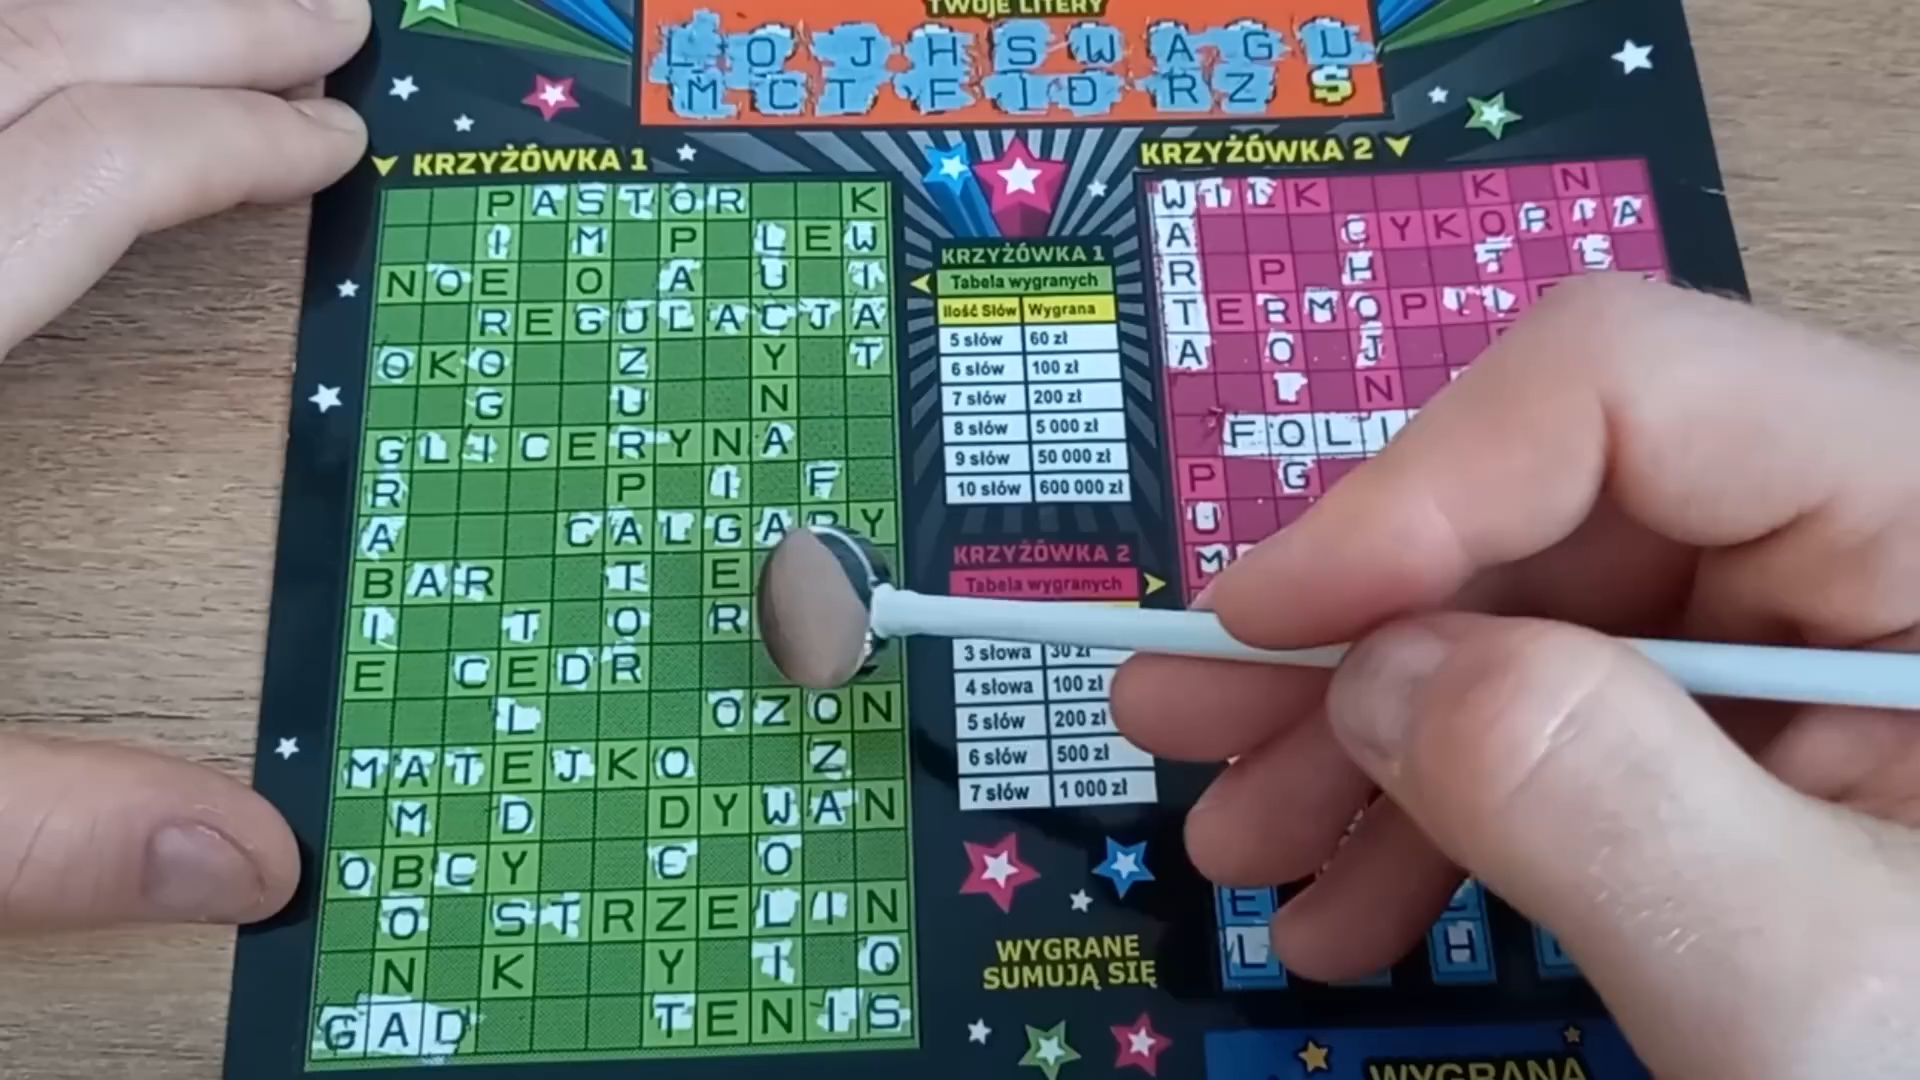 TWOJE LITERY
L O J H S W A G U
M C T F I D R Z $
KRZYŻÓWKA 1
PASTOR K
I M P L E W
NOE O A U I
REGULACJA
OKO Z Y T
G U N
GLICERYNA
R P I F
A CALGARY
BAR T E
I T O R
E CEDR
L OZON
MATEJKO Z
M D DYWAN
OBCY C O
O STRZELIN
N K Y I O
GAD TENIS
KRZYŻÓWKA 1
Tabela wygranych
Ilość Słów Wygrana
5 słów 60 zł
6 słów 100 zł
7 słów 200 zł
8 słów 5 000 zł
9 słów 50 000 zł
10 słów 600 000 zł
KRZYŻÓWKA 2
Tabela wygranych
3 słowa 30 zł
4 słowa 100 zł
5 słów 200 zł
6 słów 500 zł
7 słów 1 000 zł
WYGRANE
SUMUJĄ SIĘ
KRZYŻÓWKA 2
WILK K N
A CYKORIA
R P H T S
TERMOPIL
A O J
L N
FOLI
P G
U
M
E
L H
WYGRANA